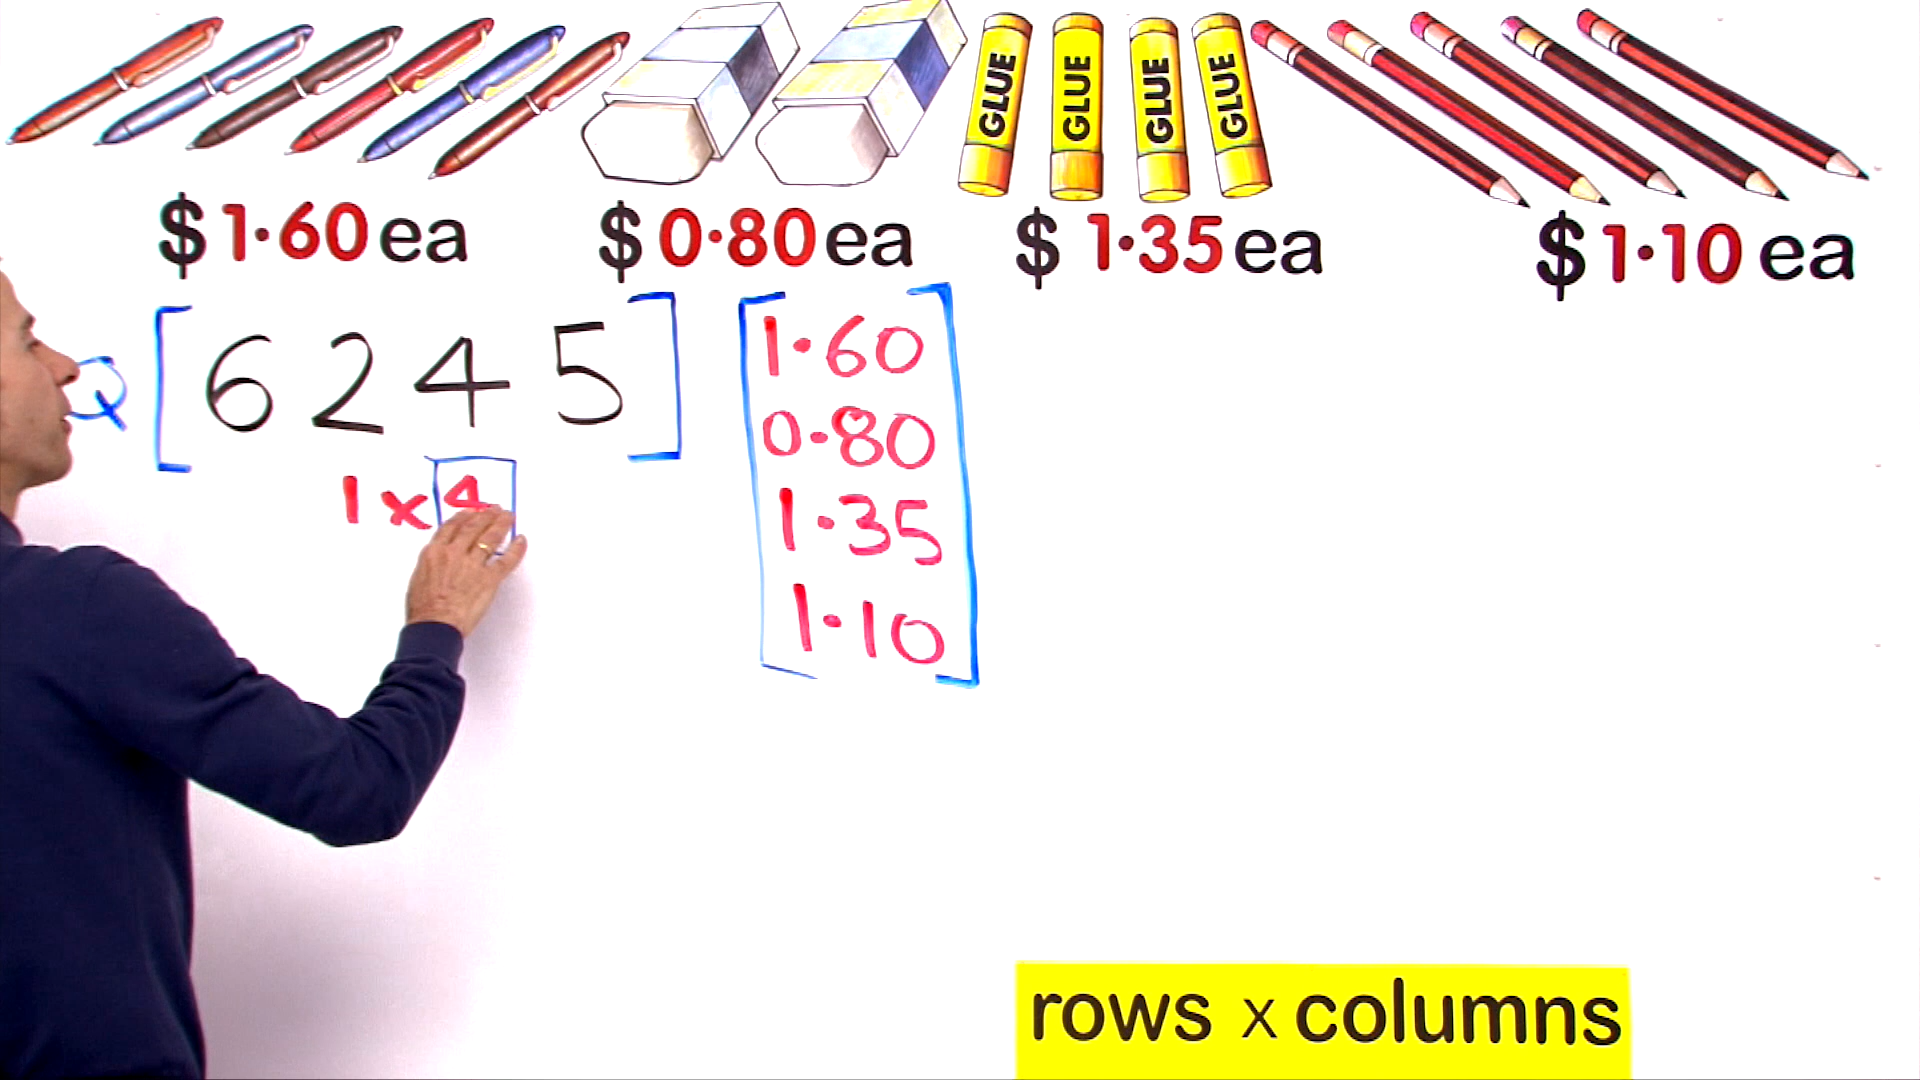 GLUE GLUE GLUE GLUE
$1·60 ea $0·80 ea $1·35 ea $1·10 ea
Q [6 2 4 5] [1·60
0·80
1·35
1·10]
1 x 4
rows x columns